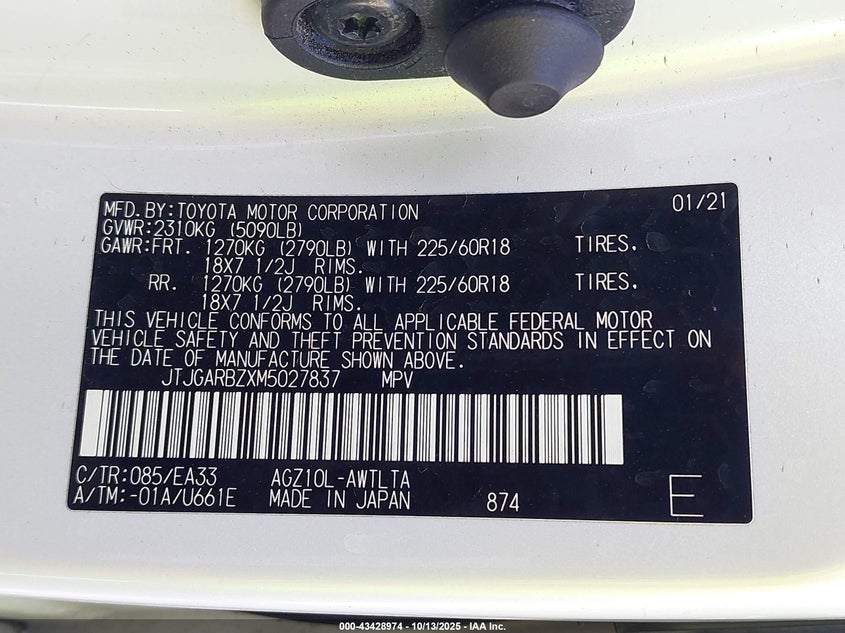 MFD.BY:TOYOTA MOTOR CORPORATION 01/21
GVWR:2310KG (5090LB)
GAWR:FRT. 1270KG (2790LB) WITH 225/60R18 TIRES.
18X7 1/2J RIMS.
RR. 1270KG (2790LB) WITH 225/60R18 TIRES.
18X7 1/2J RIMS.
THIS VEHICLE CONFORMS TO ALL APPLICABLE FEDERAL MOTOR
VEHICLE SAFETY AND THEFT PREVENTION STANDARDS IN EFFECT ON
THE DATE OF MANUFACTURE SHOWN ABOVE.
JTJGARBZXM5027837 MPV
C/TR:085/EA33 AGZ10L-AWTLTA
A/TM:-01A/U661E MADE IN JAPAN 874 E
000-43428974 | 10/13/2025 - IAA Inc.